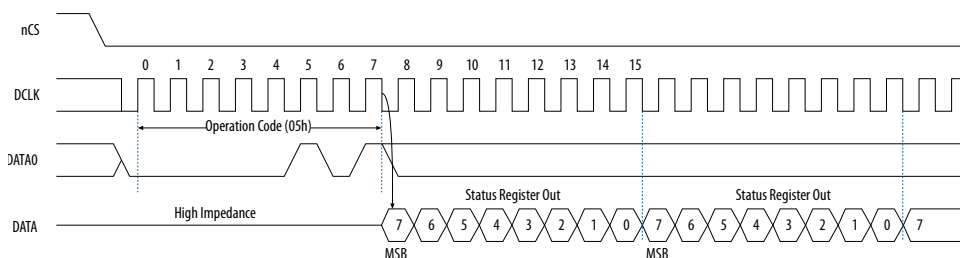 nCS
0 1 2 3 4 5 6 7 8 9 10 11 12 13 14 15
DCLK
Operation Code (05h)
DATA0
Status Register Out Status Register Out
High Impedance
DATA 7 6 5 4 3 2 1 0 7 6 5 4 3 2 1 0 7
MSB MSB